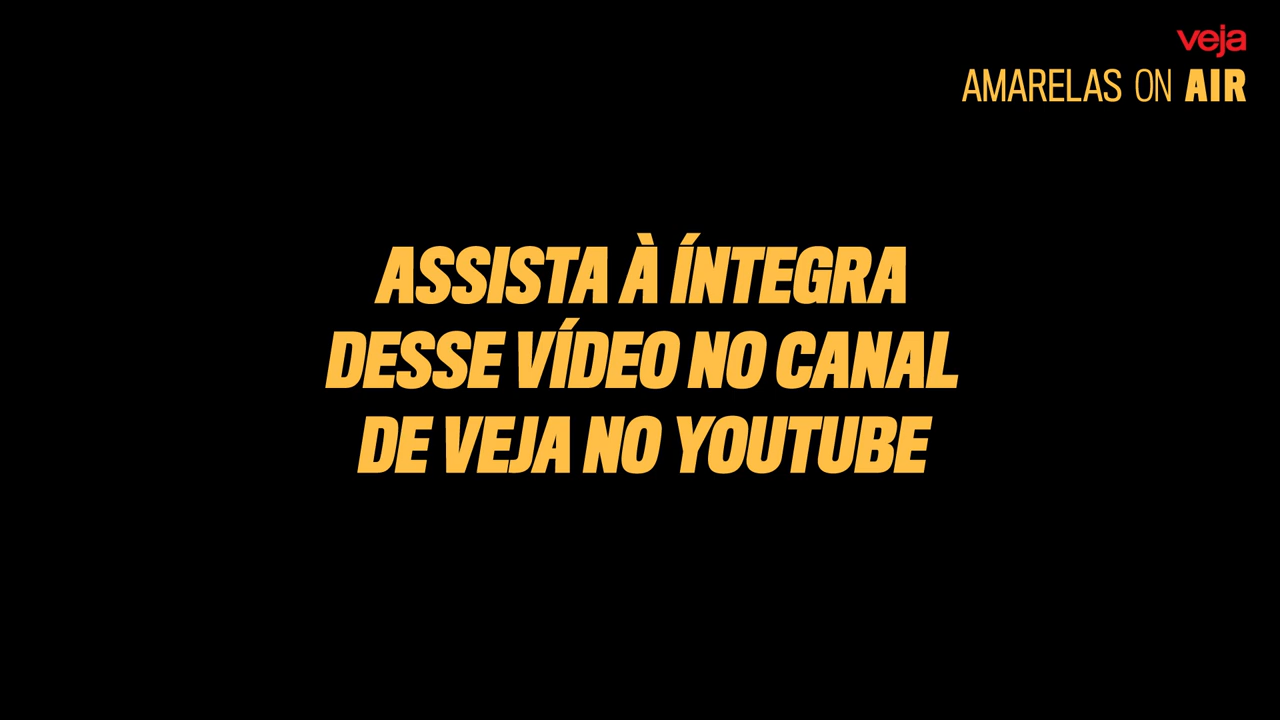 veja
AMARELAS ON AIR
ASSISTA À ÍNTEGRA
DESSE VÍDEO NO CANAL
DE VEJA NO YOUTUBE